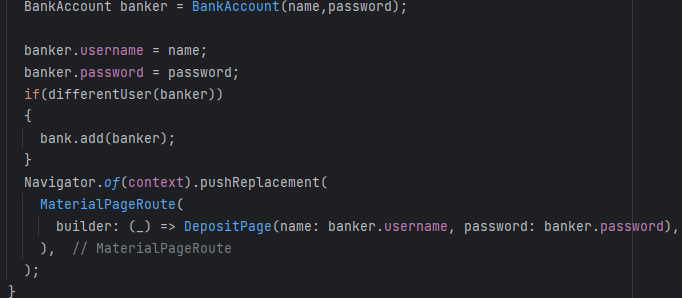 BankAccount banker = BankAccount(name,password);
banker.username = name;
banker.password = password;
if(differentUser(banker))
{
bank.add(banker);
}
Navigator.of(context).pushReplacement(
MaterialPageRoute(
builder: (_) => DepositPage(name: banker.username, password: banker.password),
), // MaterialPageRoute
);
}